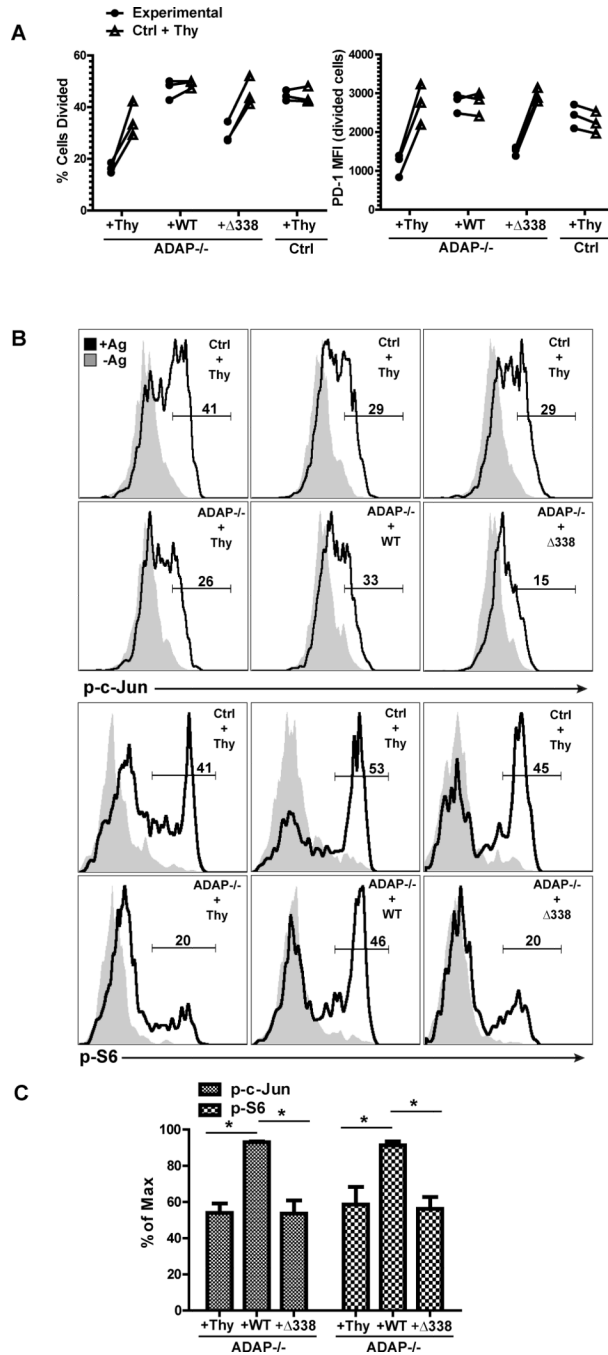 A
Experimental
Ctrl + Thy
% Cells Divided
60
40
20
0
+Thy
+WT
+Δ338
+Thy
ADAP-/-
Ctrl
PD-1 MFI (divided cells)
4000
3000
2000
1000
0
+Thy
+WT
+Δ338
+Thy
ADAP-/-
Ctrl
B
+Ag
-Ag
Ctrl
+
Thy
41
Ctrl
+
Thy
29
Ctrl
+
Thy
29
ADAP-/-
+
Thy
26
ADAP-/-
+
WT
33
ADAP-/-
+
Δ338
15
p-c-Jun
Ctrl
+
Thy
41
Ctrl
+
Thy
53
Ctrl
+
Thy
45
ADAP-/-
+
Thy
20
ADAP-/-
+
WT
46
ADAP-/-
+
Δ338
20
p-S6
C
p-c-Jun
p-S6
% of Max
100
80
60
40
20
0
*
*
*
*
+Thy +WT +Δ338
ADAP-/-
+Thy +WT +Δ338
ADAP-/-